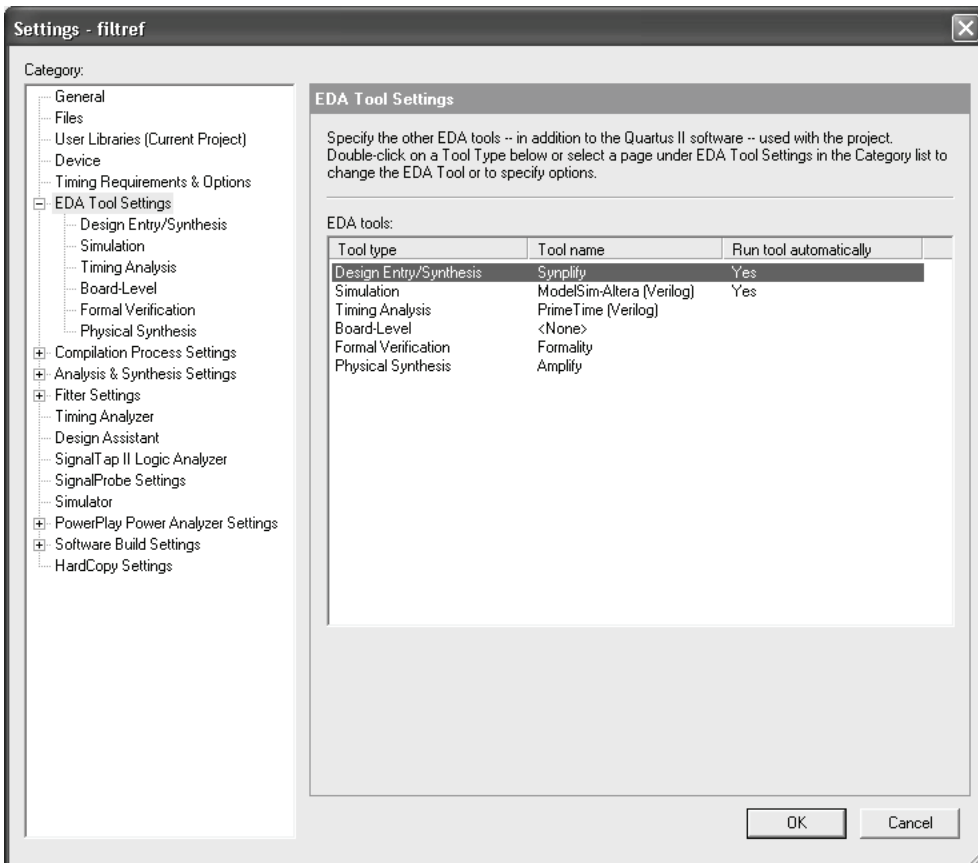 Settings - filtref
Category:
General
Files
User Libraries (Current Project)
Device
Timing Requirements & Options
EDA Tool Settings
Design Entry/Synthesis
Simulation
Timing Analysis
Board-Level
Formal Verification
Physical Synthesis
Compilation Process Settings
Analysis & Synthesis Settings
Fitter Settings
Timing Analyzer
Design Assistant
SignalTap II Logic Analyzer
SignalProbe Settings
Simulator
PowerPlay Power Analyzer Settings
Software Build Settings
HardCopy Settings
EDA Tool Settings
Specify the other EDA tools -- in addition to the Quartus II software -- used with the project.
Double-click on a Tool Type below or select a page under EDA Tool Settings in the Category list to
change the EDA Tool or to specify options.
EDA tools:
Tool type Tool name Run tool automatically
Design Entry/Synthesis Synplify Yes
Simulation ModelSim-Altera (Verilog) Yes
Timing Analysis PrimeTime (Verilog)
Board-Level <None>
Formal Verification Formality
Physical Synthesis Amplify
OK Cancel